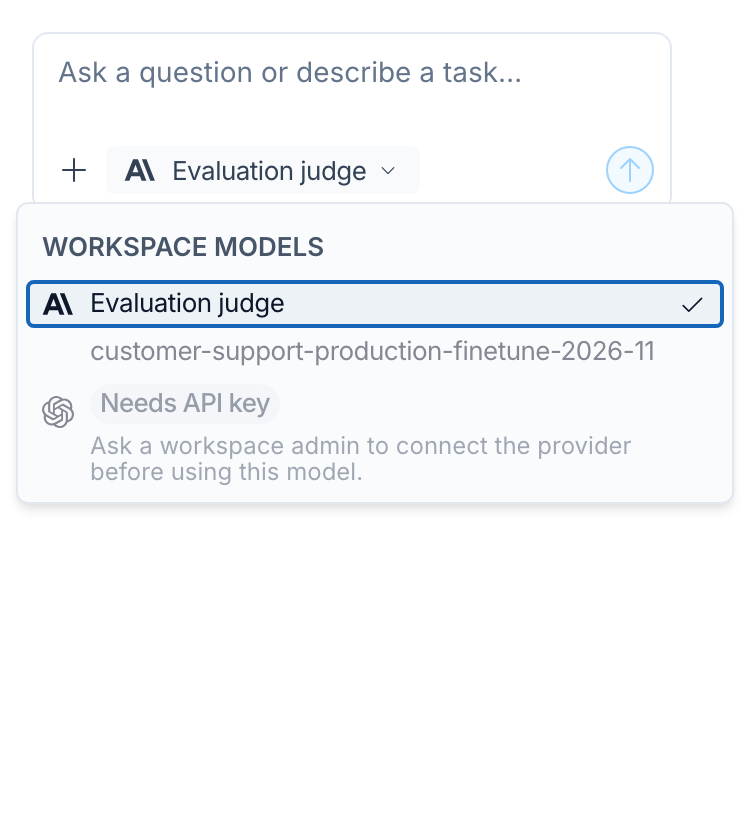 Ask a question or describe a task...
Evaluation judge
WORKSPACE MODELS
Evaluation judge
customer-support-production-finetune-2026-11
Needs API key
Ask a workspace admin to connect the provider
before using this model.